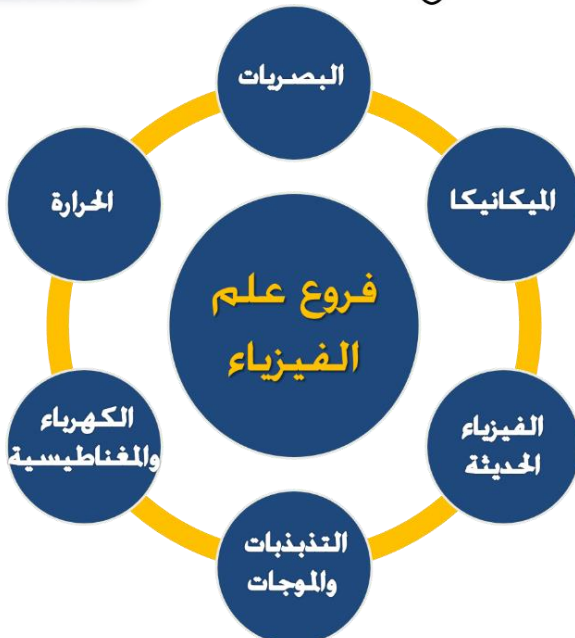 فروع علم
الفيزياء
البصريات
الميكانيكا
الفيزياء
الحديثة
التذبذبات
والموجات
الكهرباء
والمغناطيسية
الحرارة